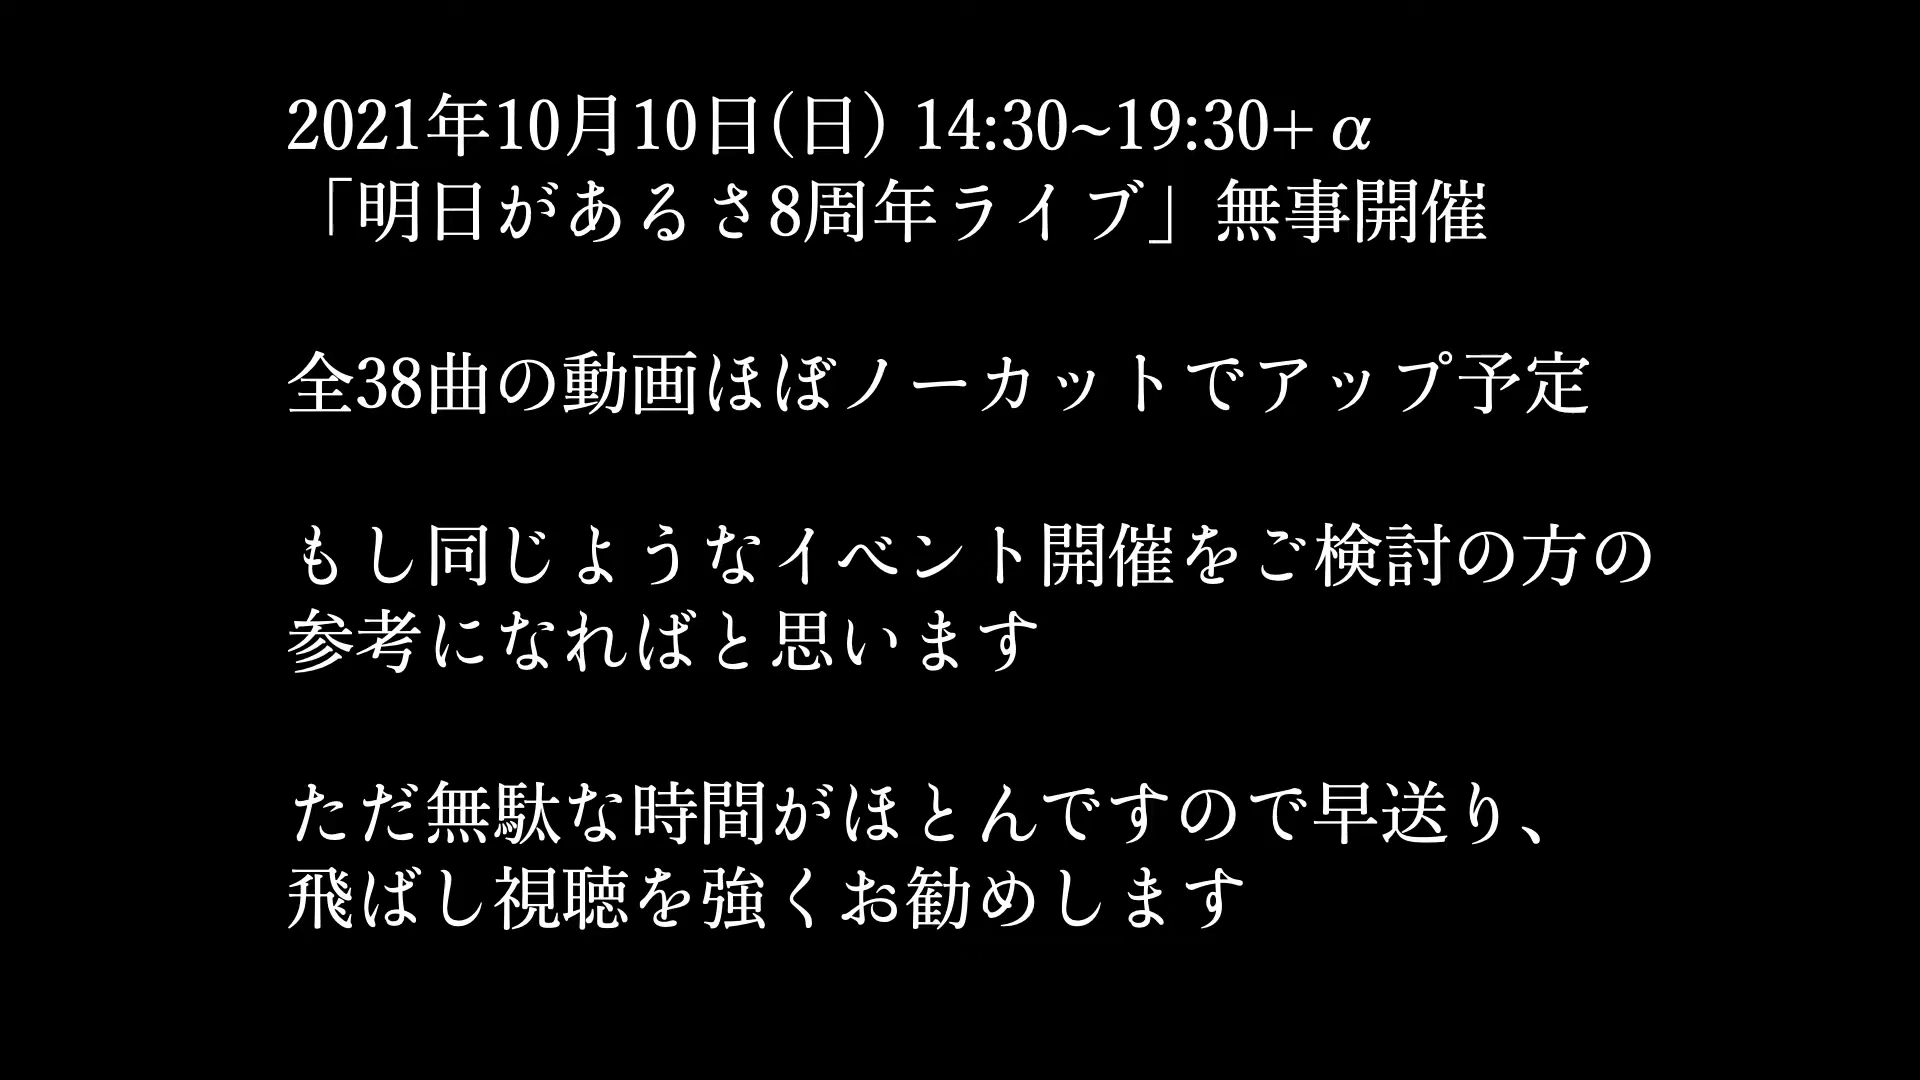 2021年10月10日(日) 14:30~19:30+α
「明日があるさ8周年ライブ」無事開催
全38曲の動画ほぼノーカットでアップ予定
もし同じようなイベント開催をご検討の方の
参考になればと思います
ただ無駄な時間がほとんですので早送り、
飛ばし視聴を強くお勧めします